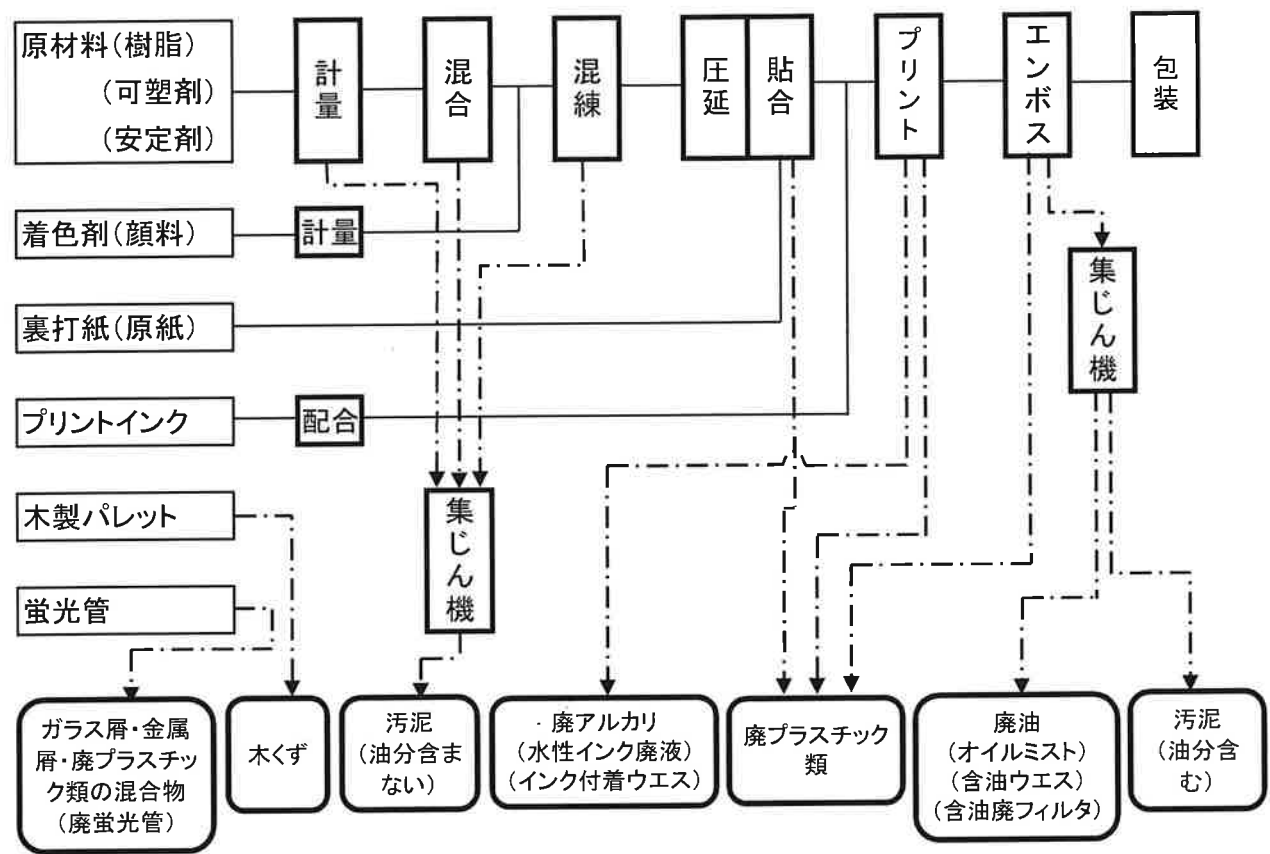 原材料(樹脂)
(可塑剤)
(安定剤)
計量
混合
混練
圧延
貼合
プリント
エンボス
包装
着色剤(顔料)
計量
裏打紙(原紙)
プリントインク
配合
木製パレット
蛍光管
集じん機
集じん機
ガラス屑・金属
屑・廃プラスチッ
ク類の混合物
(廃蛍光管)
木くず
汚泥
(油分含ま
ない)
廃アルカリ
(水性インク廃液)
(インク付着ウエス)
廃プラスチック
類
廃油
(オイルミスト)
(含油ウエス)
(含油廃フィルタ)
汚泥
(油分含
む)